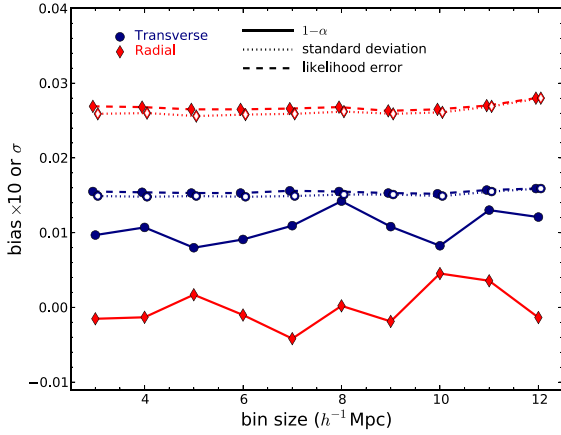 Transverse
Radial
1−α
standard deviation
likelihood error
0.04
0.03
0.02
0.01
0.00
−0.01
bias ×10 or σ
4 6 8 10 12
bin size (h⁻¹ Mpc)